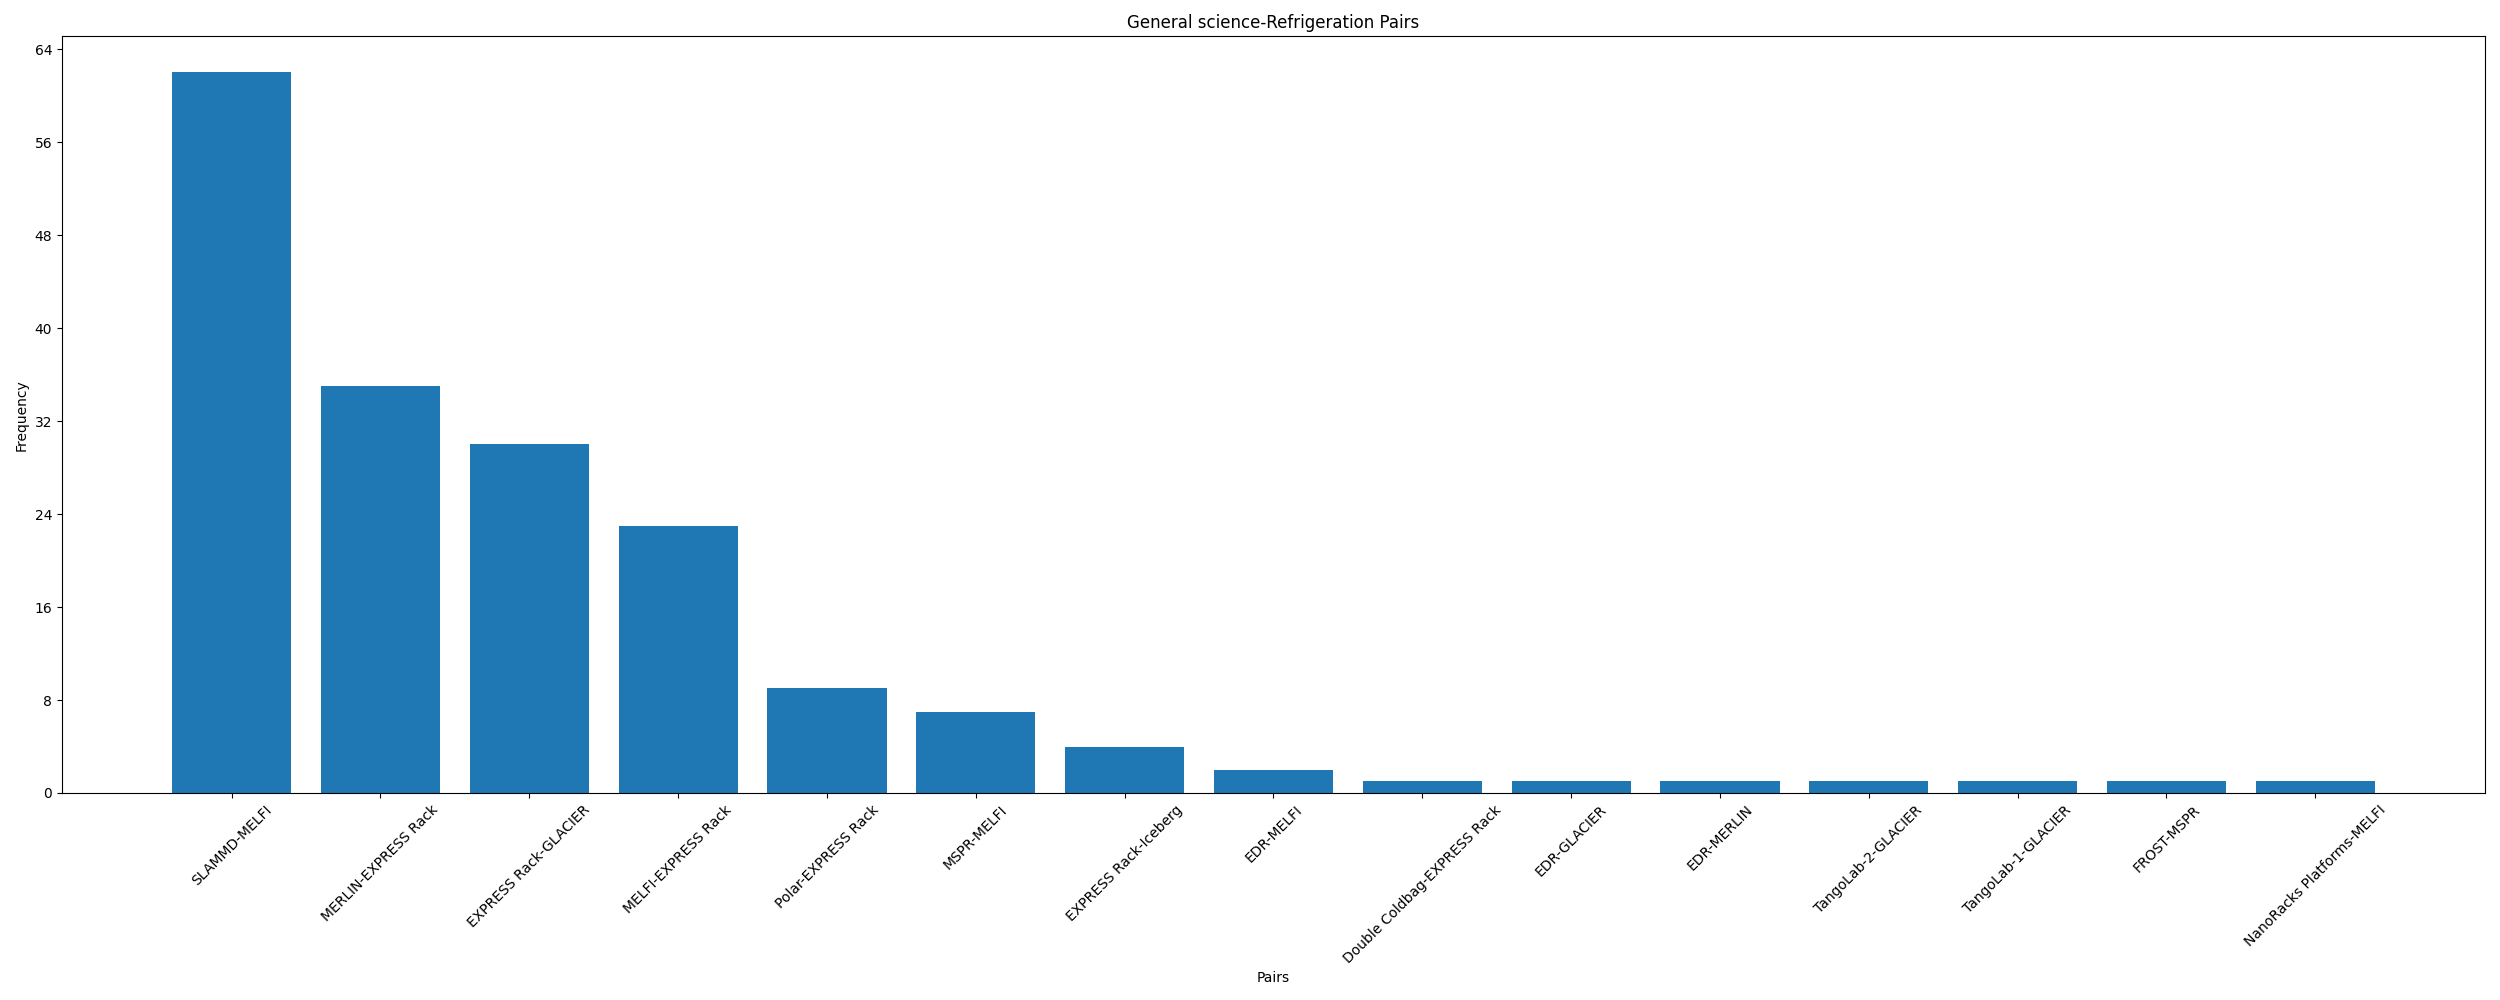 General science-Refrigeration Pairs
Frequency
64
56
48
40
32
24
16
8
0
SLAMMD-MELFI
MERLIN-EXPRESS Rack
EXPRESS Rack-GLACIER
MELFI-EXPRESS Rack
Polar-EXPRESS Rack
MSPR-MELFI
EXPRESS Rack-Iceberg
EDR-MELFI
Double Coldbag-EXPRESS Rack
EDR-GLACIER
EDR-MERLIN
TangoLab-2-GLACIER
TangoLab-1-GLACIER
FROST-MSPR
NanoRacks Platforms-MELFI
Pairs